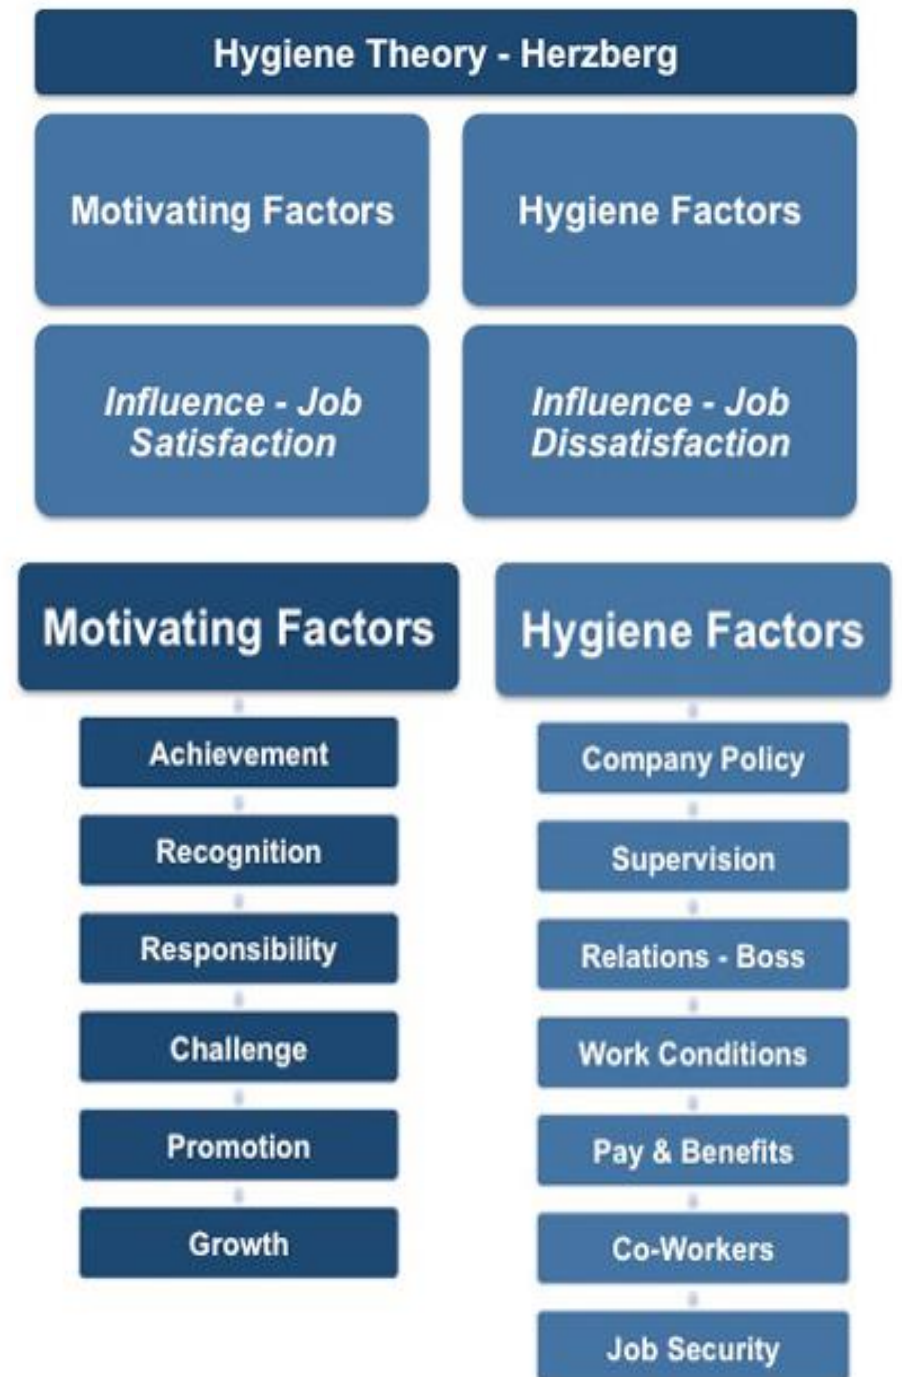 Hygiene Theory - Herzberg
Motivating Factors
Hygiene Factors
Influence - Job
Satisfaction
Influence - Job
Dissatisfaction
Motivating Factors
Achievement
Recognition
Responsibility
Challenge
Promotion
Growth
Hygiene Factors
Company Policy
Supervision
Relations - Boss
Work Conditions
Pay & Benefits
Co-Workers
Job Security